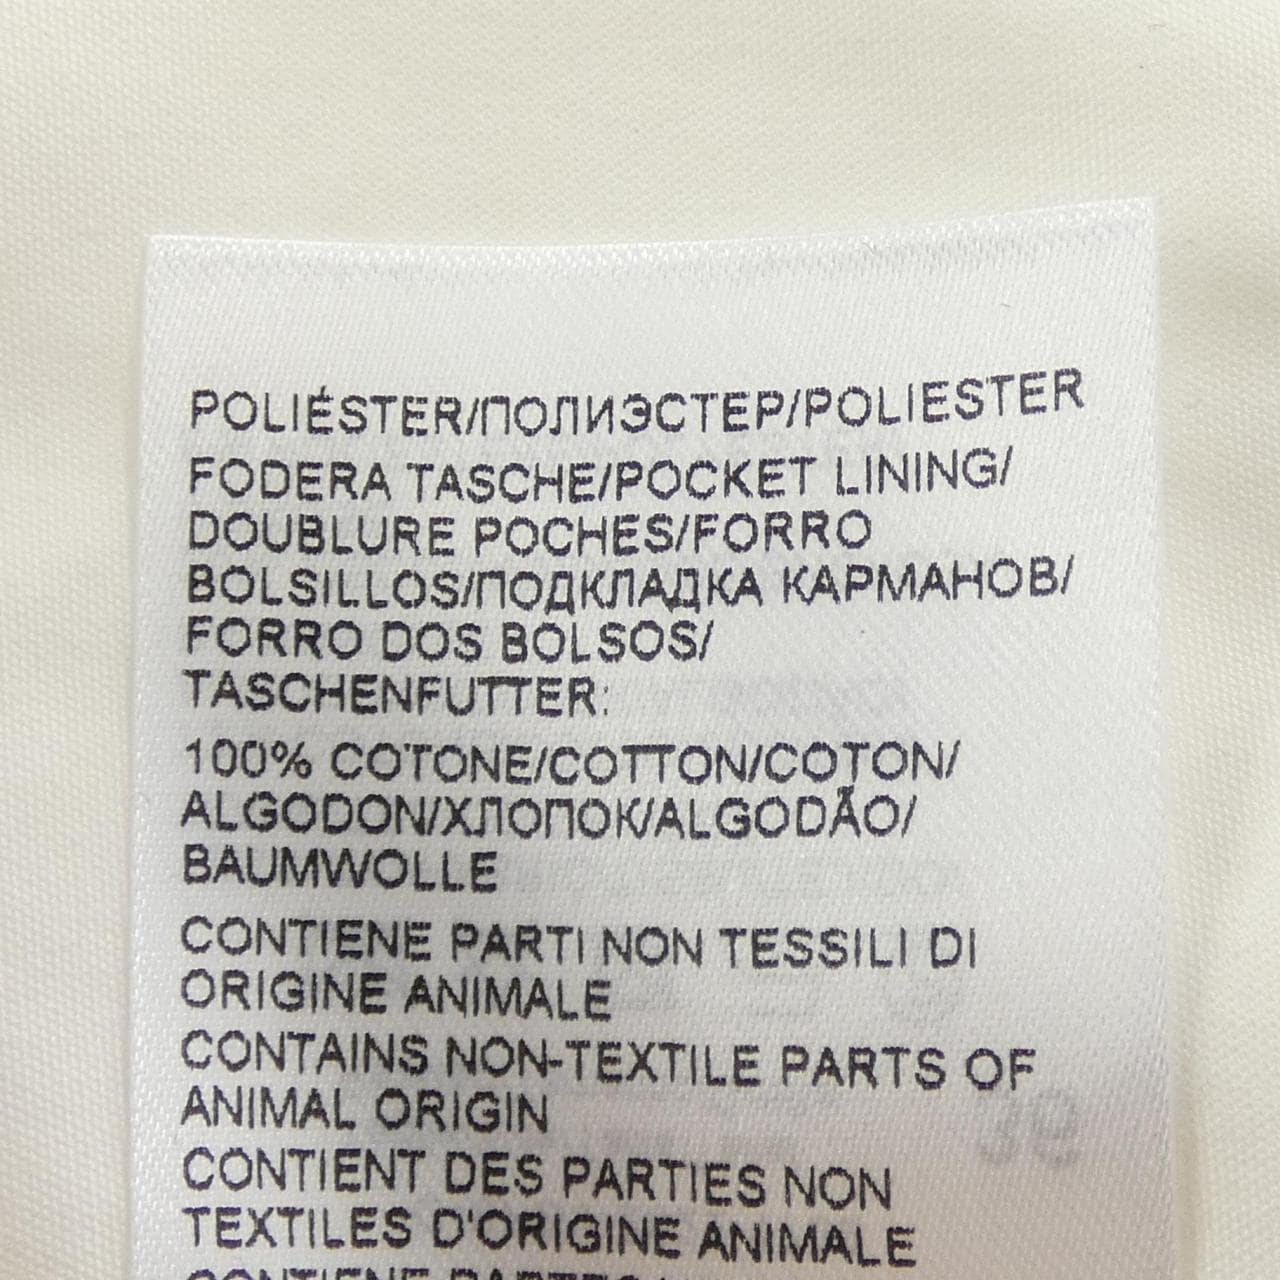 POLIÉSTER/ПОЛИЭСТЕР/POLIESTER
FODERA TASCHE/POCKET LINING/
DOUBLURE POCHES/FORRO
BOLSILLOS/ПОДКЛАДКА КАРМАНОВ/
FORRO DOS BOLSOS/
TASCHENFUTTER:
100% COTONE/COTTON/COTON/
ALGODON/ХЛОПОК/ALGODÃO/
BAUMWOLLE
CONTIENE PARTI NON TESSILI DI
ORIGINE ANIMALE
CONTAINS NON-TEXTILE PARTS OF
ANIMAL ORIGIN
CONTIENT DES PARTIES NON
TEXTILES D'ORIGINE ANIMALE